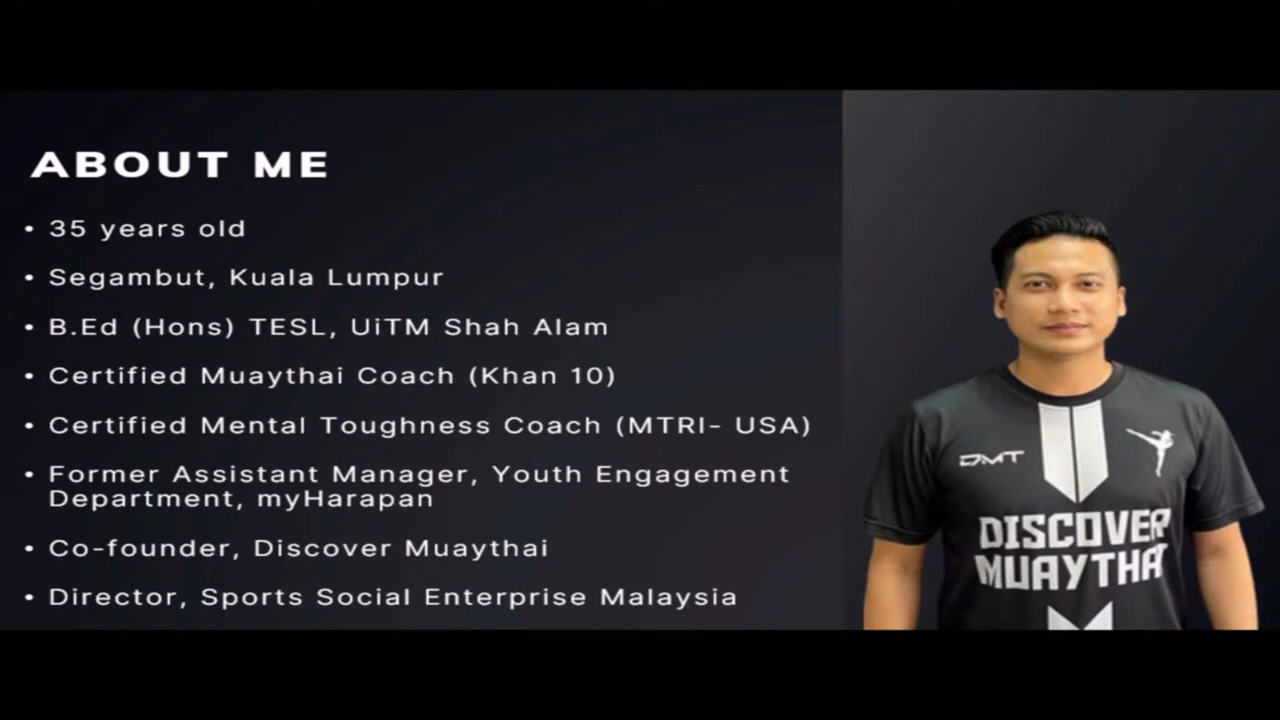 ABOUT ME
• 35 years old
• Segambut, Kuala Lumpur
• B.Ed (Hons) TESL, UiTM Shah Alam
• Certified Muaythai Coach (Khan 10)
• Certified Mental Toughness Coach (MTRI- USA)
• Former Assistant Manager, Youth Engagement
Department, myHarapan
• Co-founder, Discover Muaythai
• Director, Sports Social Enterprise Malaysia
DMT
DISCOVER
MUAYTHAI